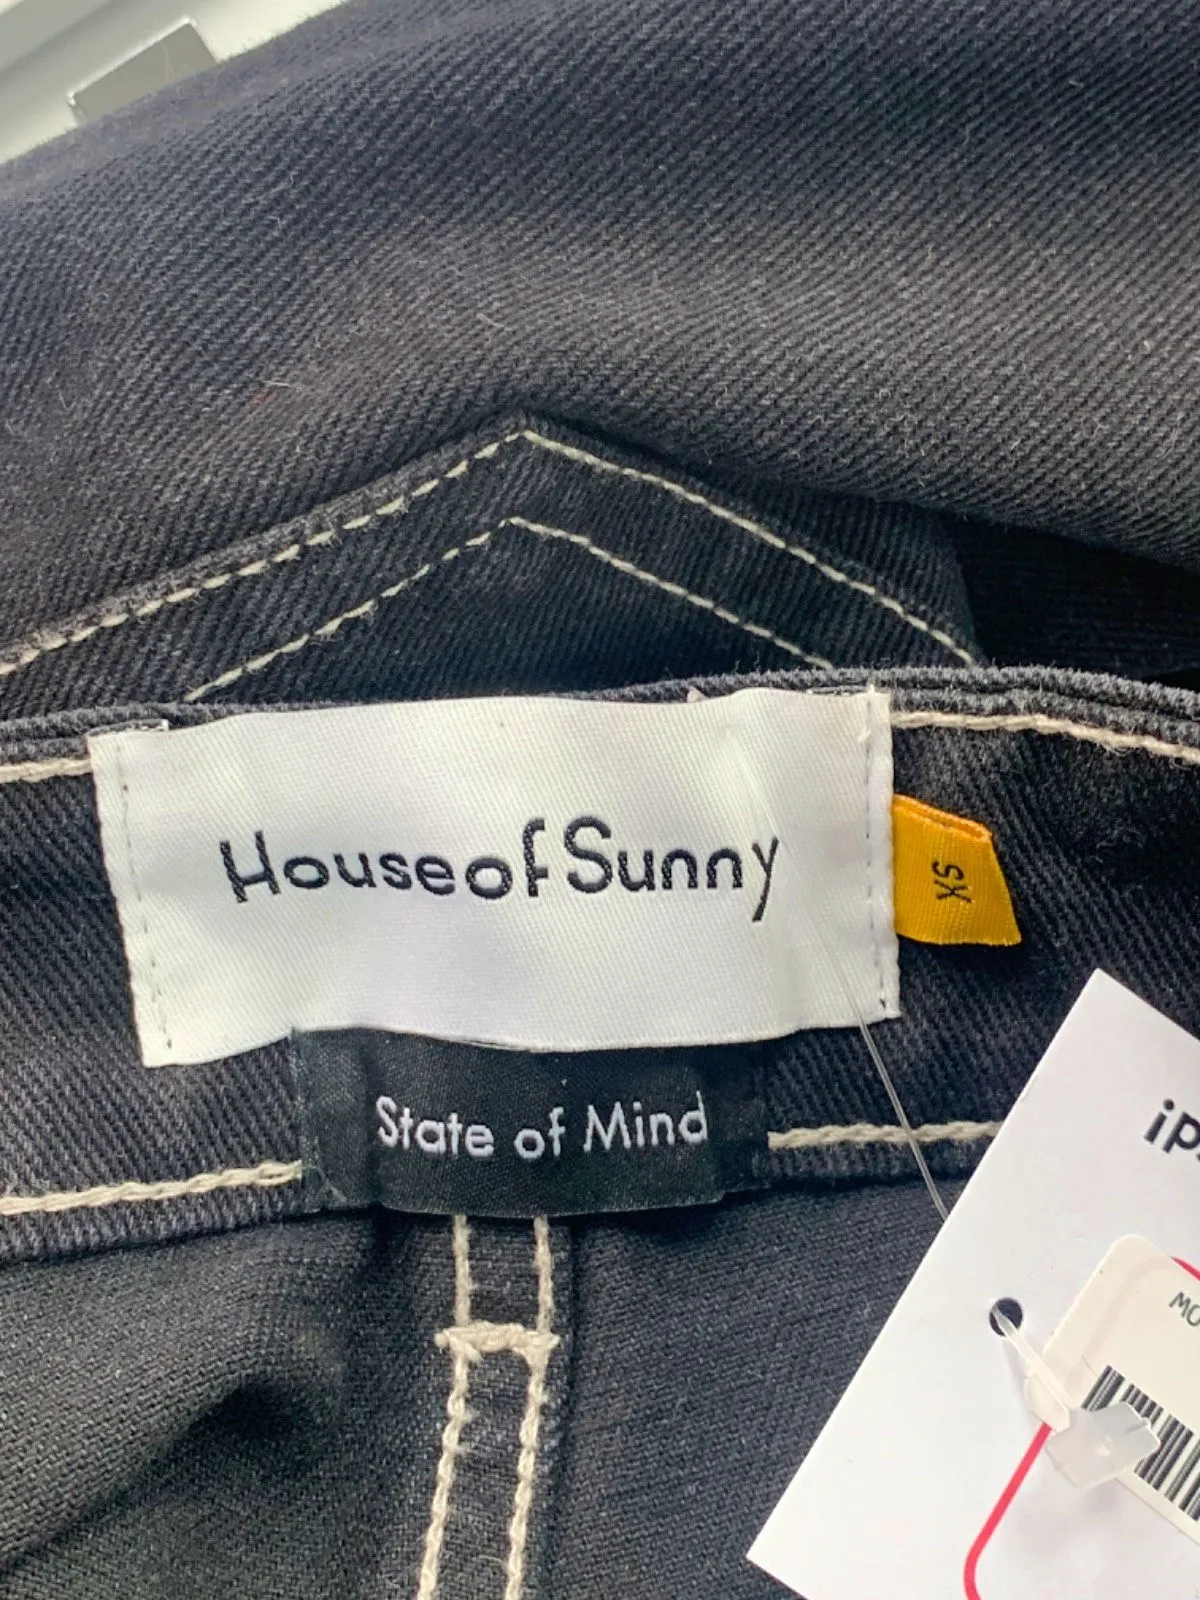 House of Sunny
XS
State of Mind